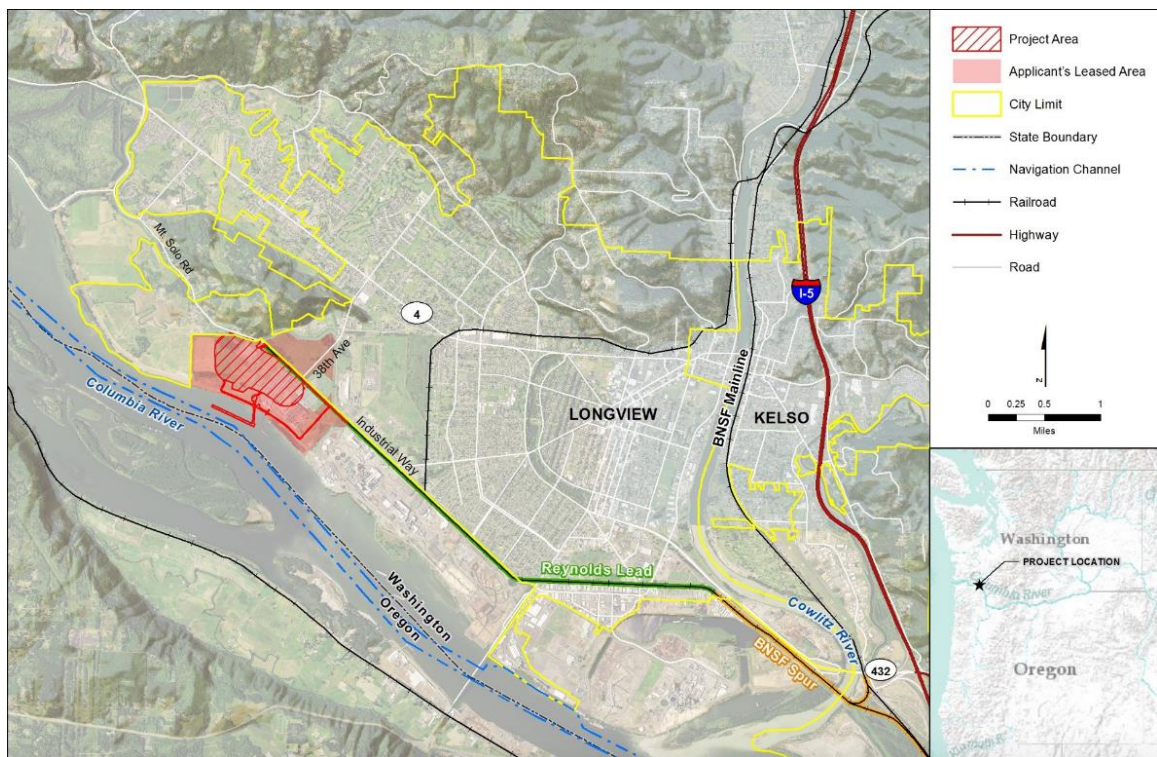 Mt. Solo Rd
4
38th Ave
Industrial Way
Columbia River
Washington
Oregon
LONGVIEW
KELSO
BNSF Mainline
I-5
Reynolds Lead
Cowlitz River
BNSF Spur
432
Project Area
Applicant's Leased Area
City Limit
State Boundary
Navigation Channel
Railroad
Highway
Road
N
0 0.25 0.5 1
Miles
Washington
PROJECT LOCATION
River
Oregon